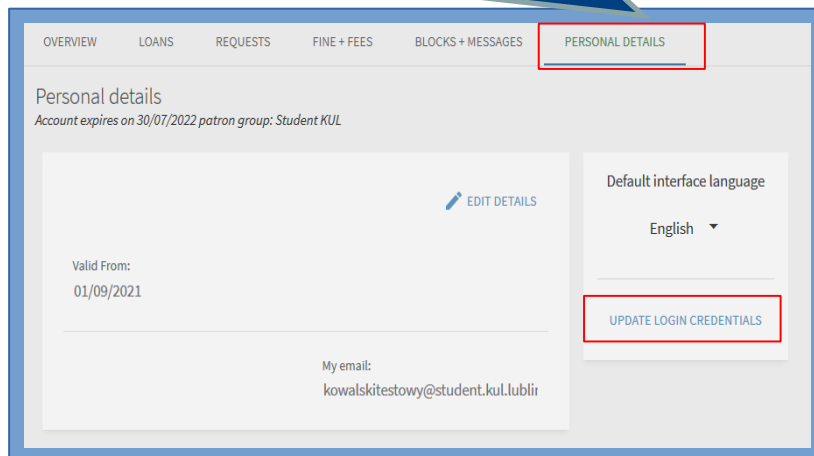 OVERVIEW LOANS REQUESTS FINE + FEES BLOCKS + MESSAGES PERSONAL DETAILS
Personal details
Account expires on 30/07/2022 patron group: Student KUL
EDIT DETAILS
Valid From:
01/09/2021
My email:
kowalskitestowy@student.kul.lublin
Default interface language
English
UPDATE LOGIN CREDENTIALS